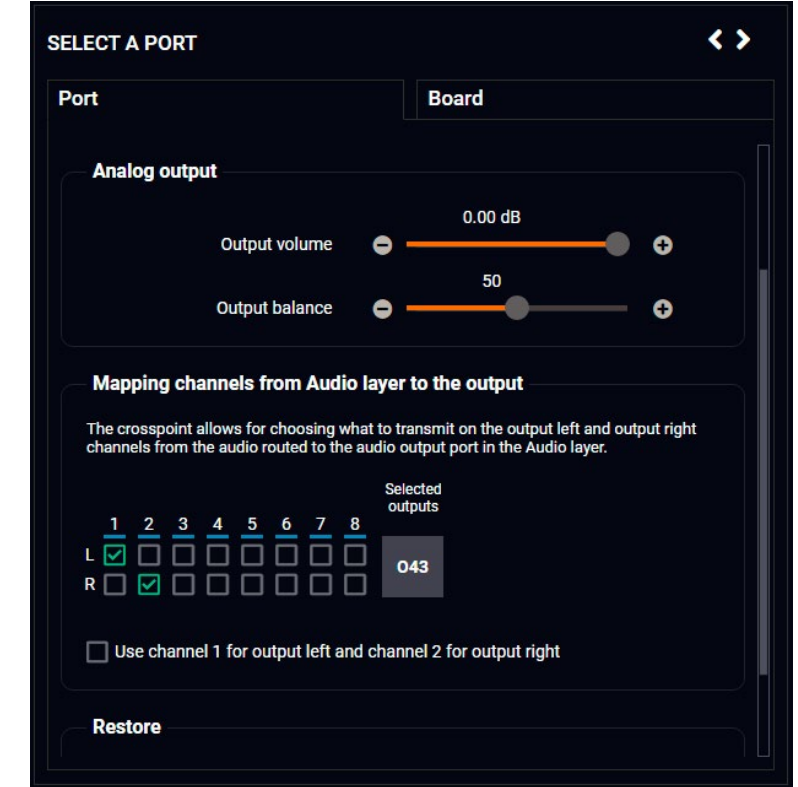 SELECT A PORT
Port
Board
Analog output
0.00 dB
Output volume
50
Output balance
Mapping channels from Audio layer to the output
The crosspoint allows for choosing what to transmit on the output left and output right
channels from the audio routed to the audio output port in the Audio layer.
Selected
outputs
1 2 3 4 5 6 7 8
L
O43
R
Use channel 1 for output left and channel 2 for output right
Restore